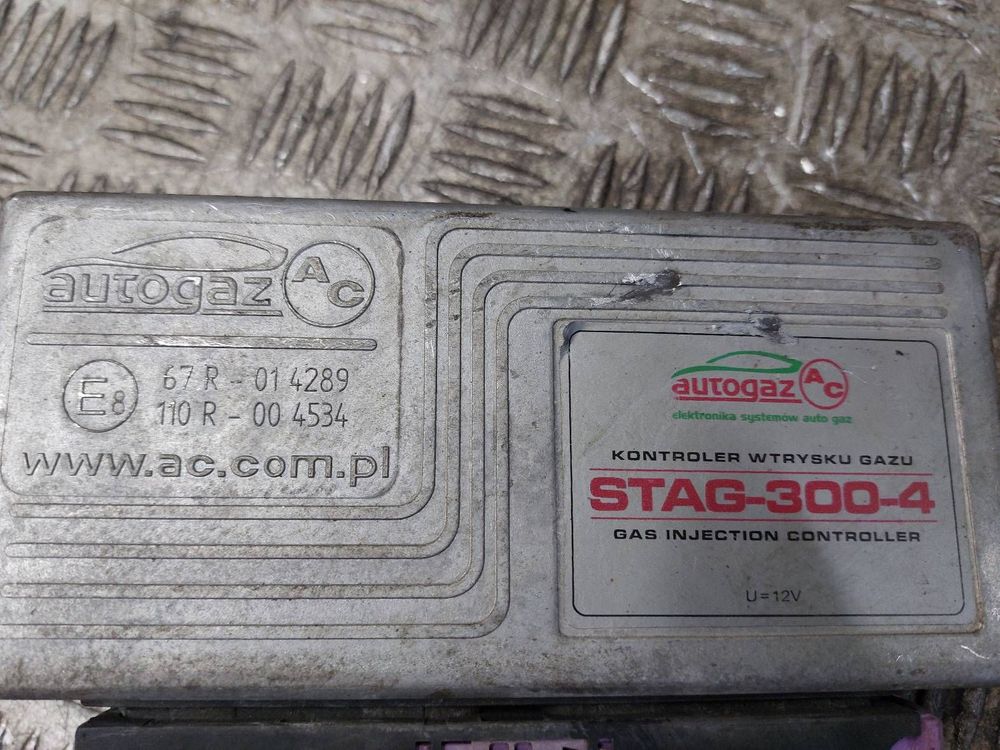 autogaz AC
E8
67 R - 01 4289
110 R - 00 4534
www.ac.com.pl
autogaz AC
elektronika systemów auto gaz
KONTROLER WTRYSKU GAZU
STAG-300-4
GAS INJECTION CONTROLLER
U=12V